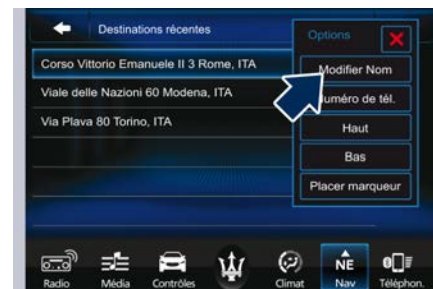 Destinations récentes
Options
Corso Vittorio Emanuele II 3 Rome, ITA
Modifier Nom
Viale delle Nazioni 60 Modena, ITA
uméro de tél.
Via Plava 80 Torino, ITA
Haut
Bas
Placer marqueur
Radio
Média
Contrôles
Climat
NE
Nav
Téléphon.